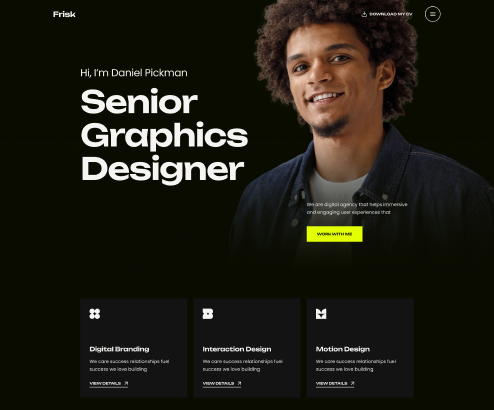 Frisk
DOWNLOAD MY CV
Hi, I'm Daniel Pickman
Senior
Graphics
Designer
We are digital agency that helps immersive
and engaging user experiences that
WORK WITH ME
Digital Branding
We care success relationships fuel
success we love building
VIEW DETAILS
Interaction Design
We care success relationships fuel
success we love building
VIEW DETAILS
Motion Design
We care success relationships fuel
success we love building
VIEW DETAILS